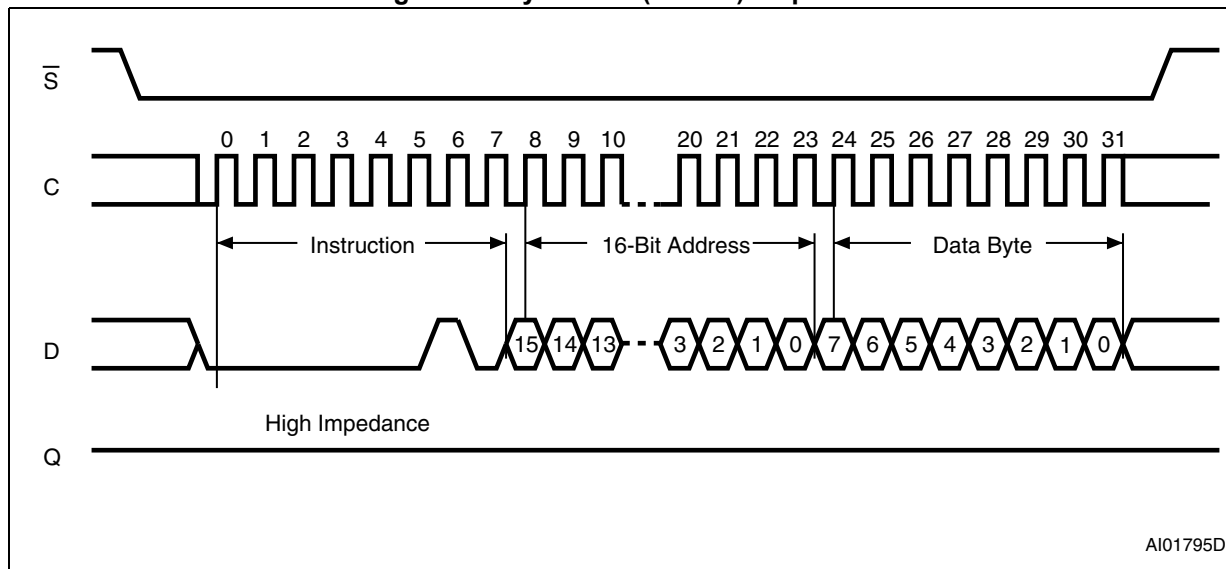 S
0 1 2 3 4 5 6 7 8 9 10 20 21 22 23 24 25 26 27 28 29 30 31
C
Instruction 16-Bit Address Data Byte
D 15 14 13 3 2 1 0 7 6 5 4 3 2 1 0
High Impedance
Q
AI01795D